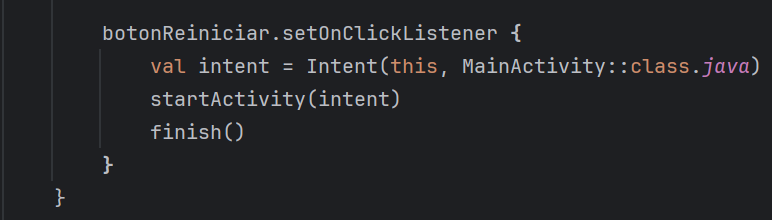 botonReiniciar.setOnClickListener {
    val intent = Intent(this, MainActivity::class.java)
    startActivity(intent)
    finish()
}
}